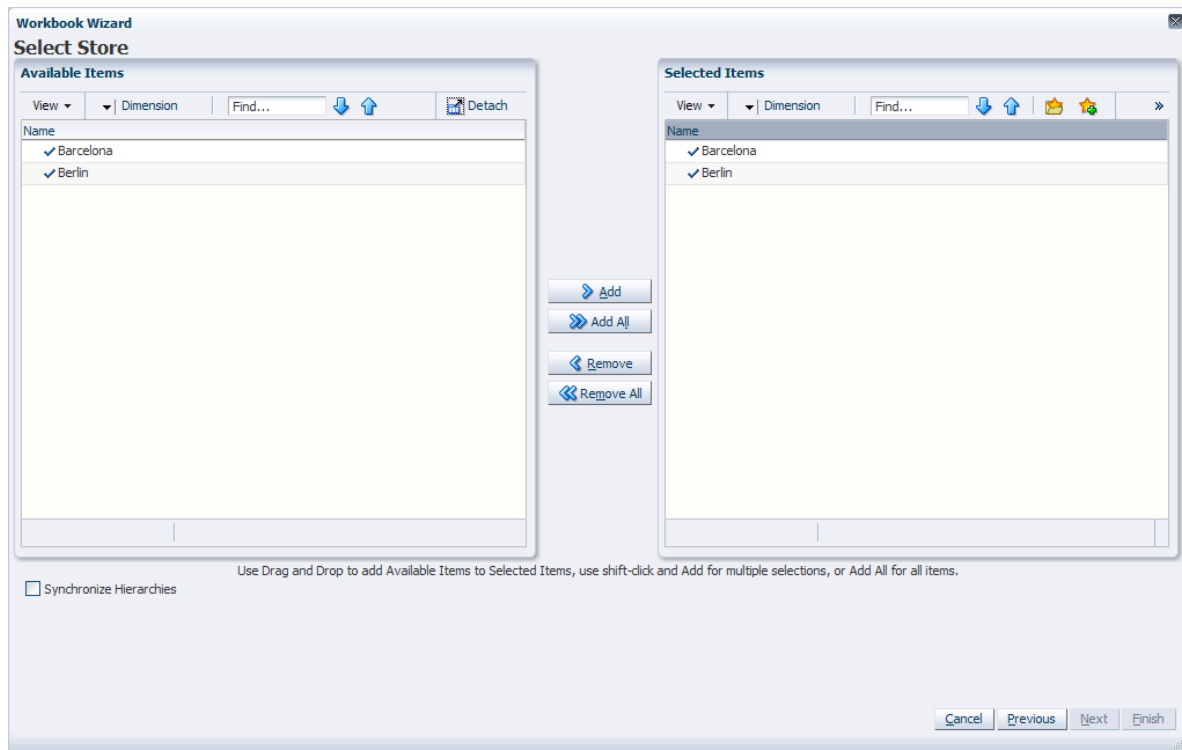 Workbook Wizard
Select Store
Available Items
View Dimension Find... Detach
Name
Barcelona
Berlin
Add
Add All
Remove
Remove All
Selected Items
View Dimension Find... »
Name
Barcelona
Berlin
Use Drag and Drop to add Available Items to Selected Items, use shift-click and Add for multiple selections, or Add All for all items.
Synchronize Hierarchies
Cancel Previous Next Finish